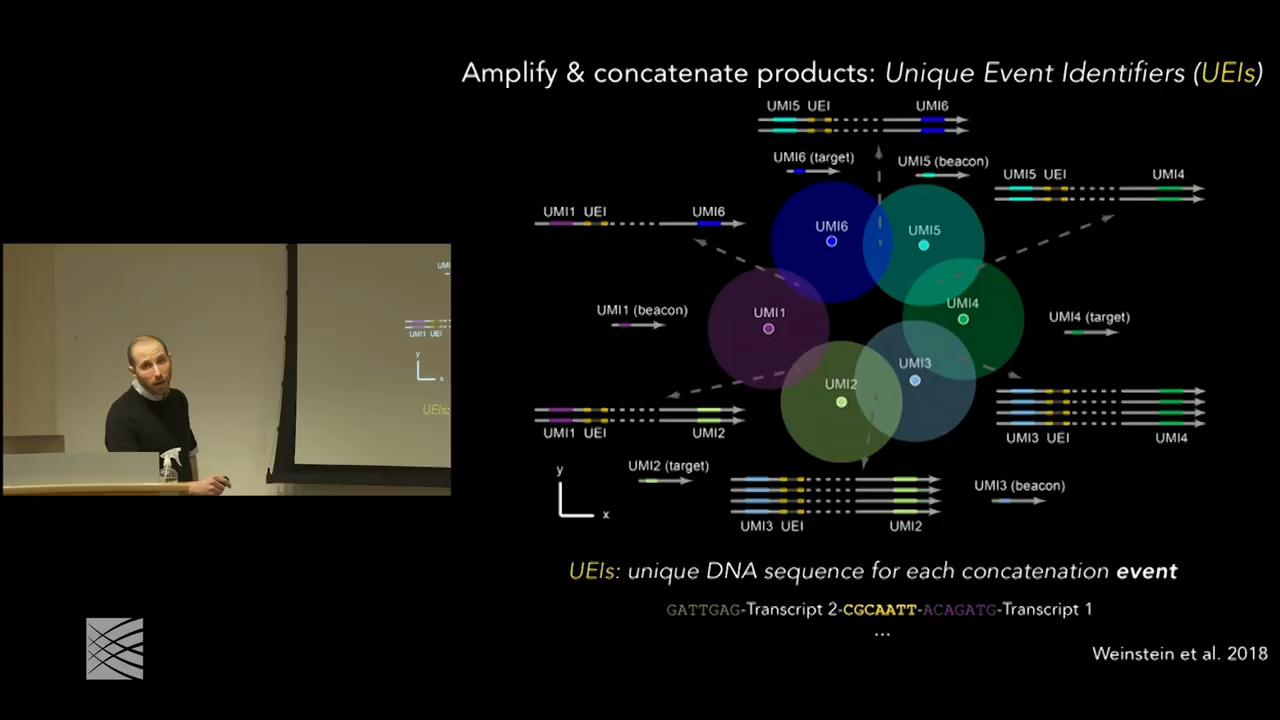 Amplify & concatenate products: Unique Event Identifiers (UEIs)
UMI5 UEI UMI6
UMI6 (target)
UMI5 (beacon)
UMI5 UEI UMI4
UMI1 UEI UMI6
UMI6
UMI5
UMI1 (beacon)
UMI1
UMI4
UMI4 (target)
UMI3
UMI2
UMI1 UEI UMI2
UMI3 UEI UMI4
UMI2 (target)
UMI3 (beacon)
y
x
UMI3 UEI UMI2
UMI1 UEI
y
x
UEIs:
UEIs: unique DNA sequence for each concatenation event
GATTGAG-Transcript 2-CGCAATT-ACAGATG-Transcript 1
...
Weinstein et al. 2018